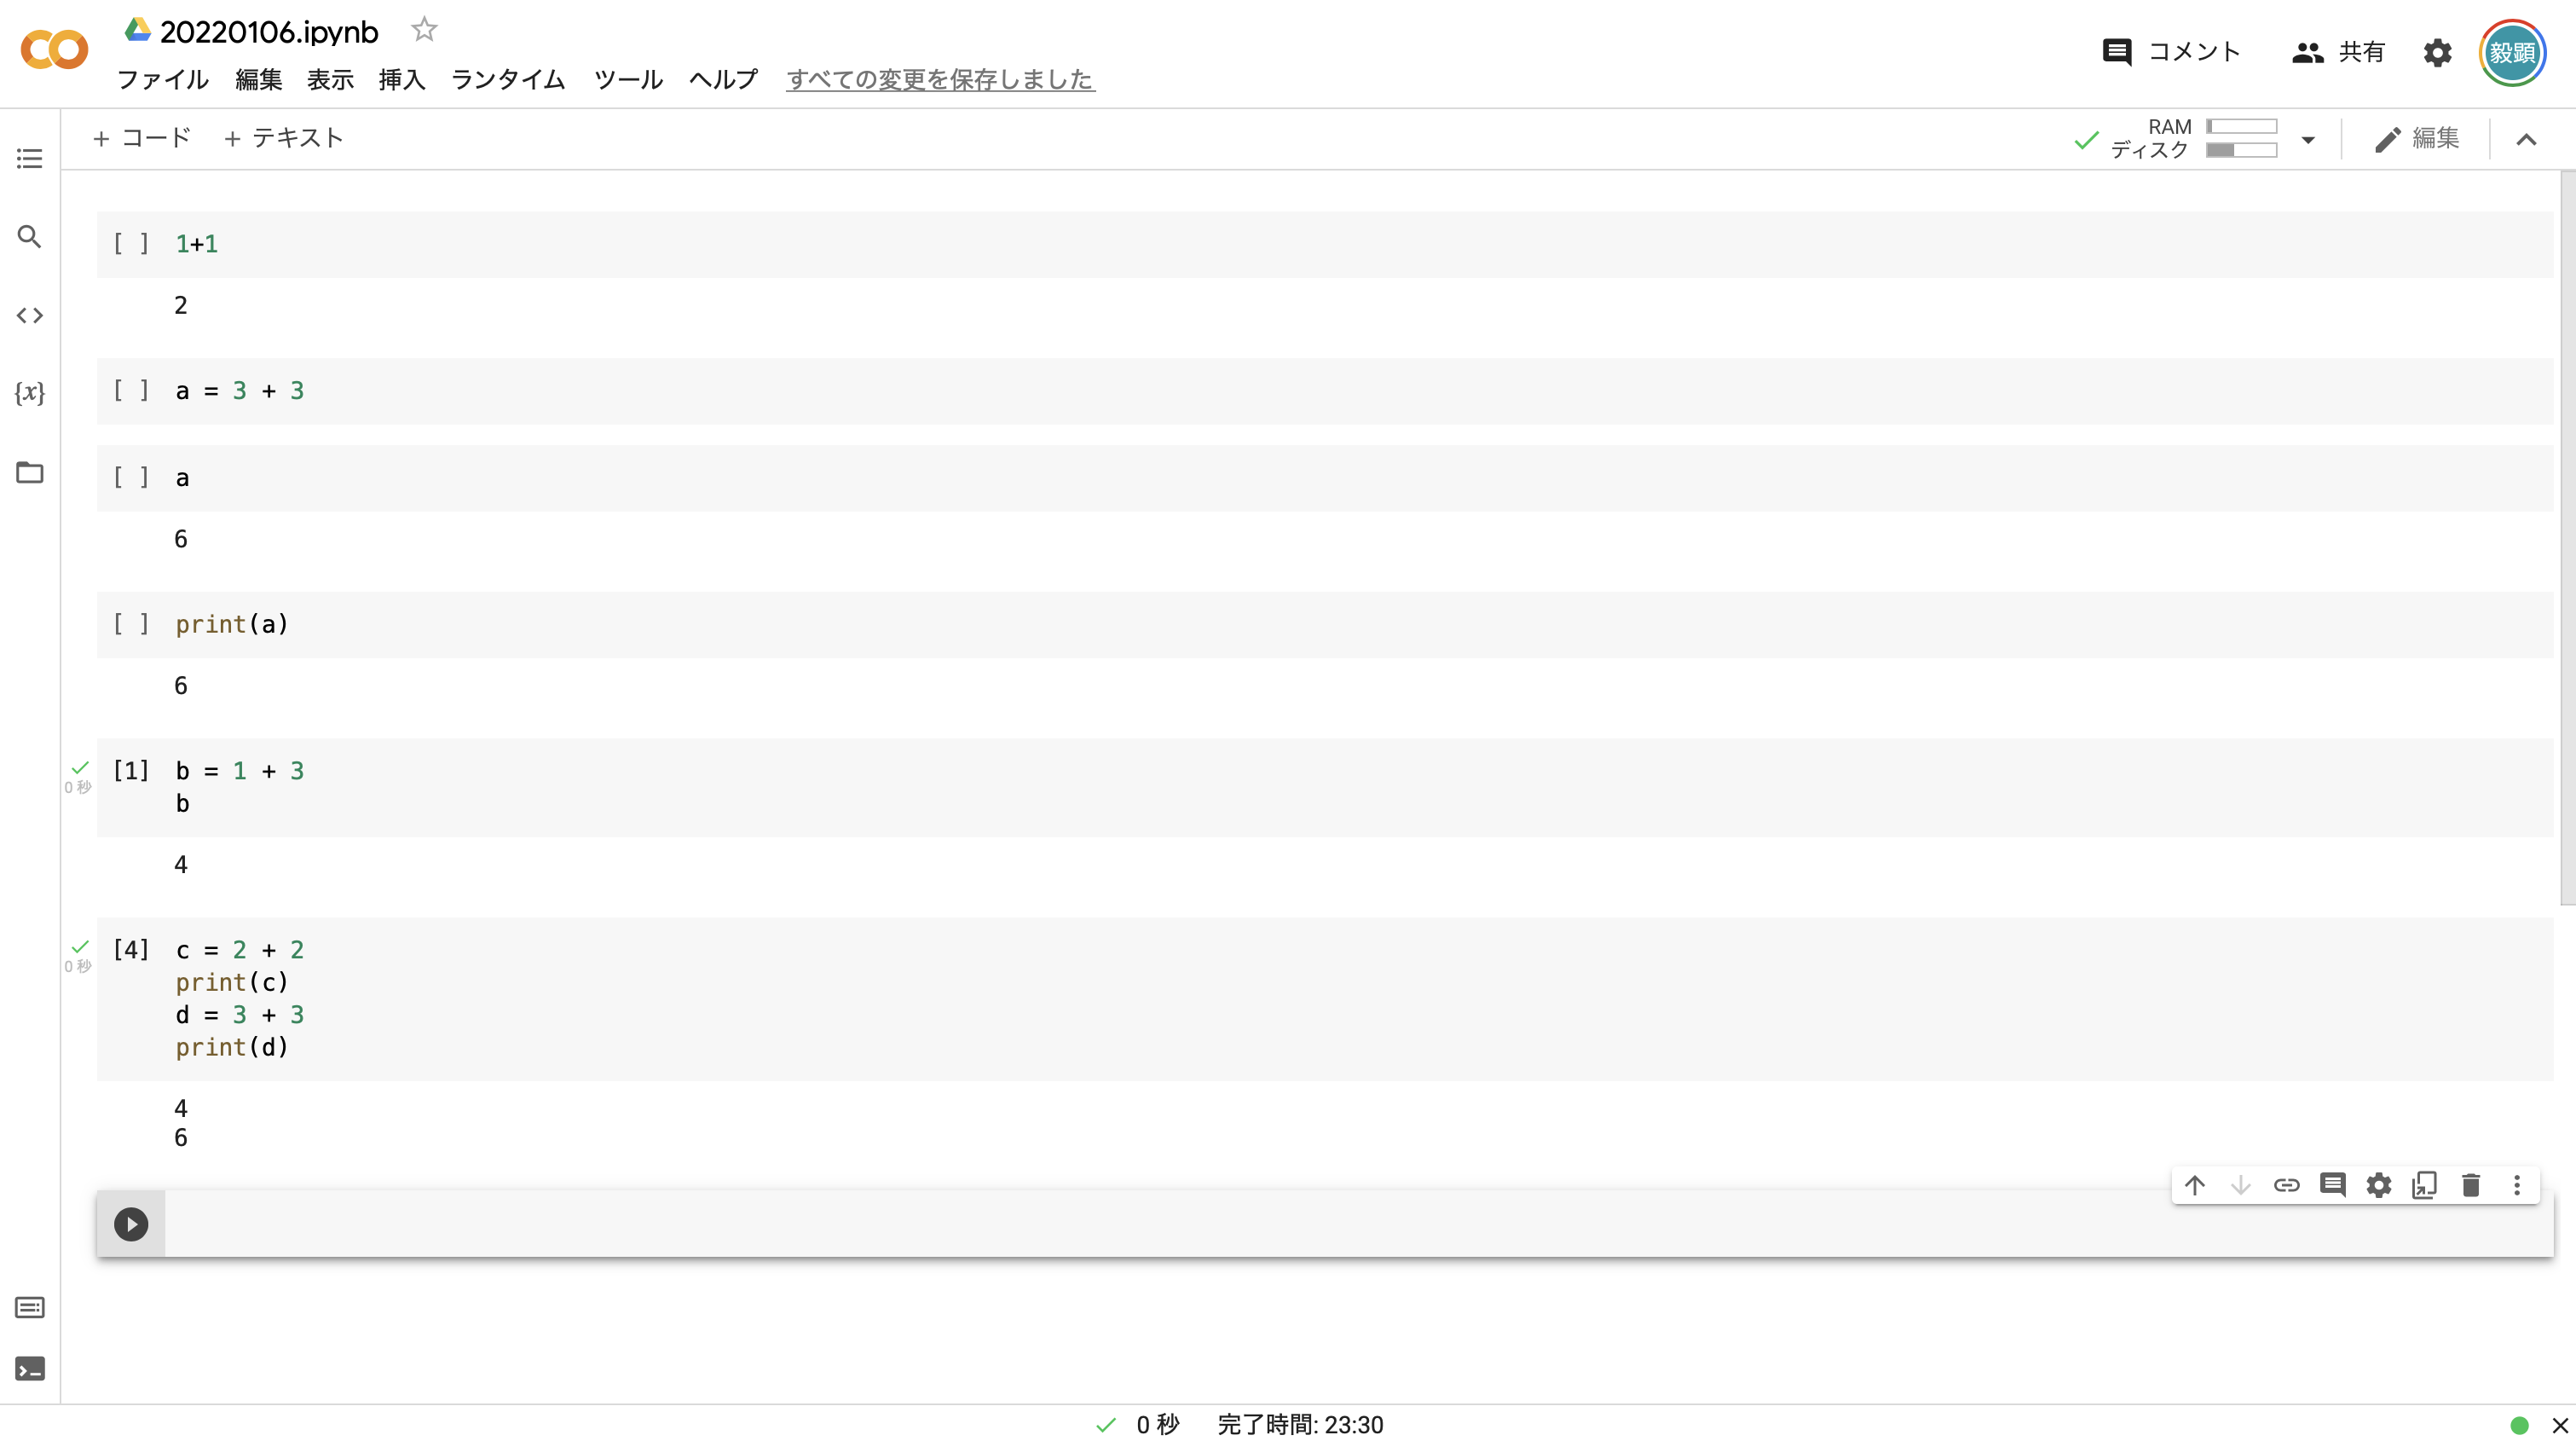 20220106.ipynb
ファイル 編集 表示 挿入 ランタイム ツール ヘルプ すべての変更を保存しました
コメント 共有 毅顕
+ コード + テキスト
RAM
ディスク
編集
{x}
[ ] 1+1
2
[ ] a = 3 + 3
[ ] a
6
[ ] print(a)
6
[1] b = 1 + 3
0 秒
b
4
[4] c = 2 + 2
0 秒
print(c)
d = 3 + 3
print(d)
4
6
0 秒 完了時間: 23:30